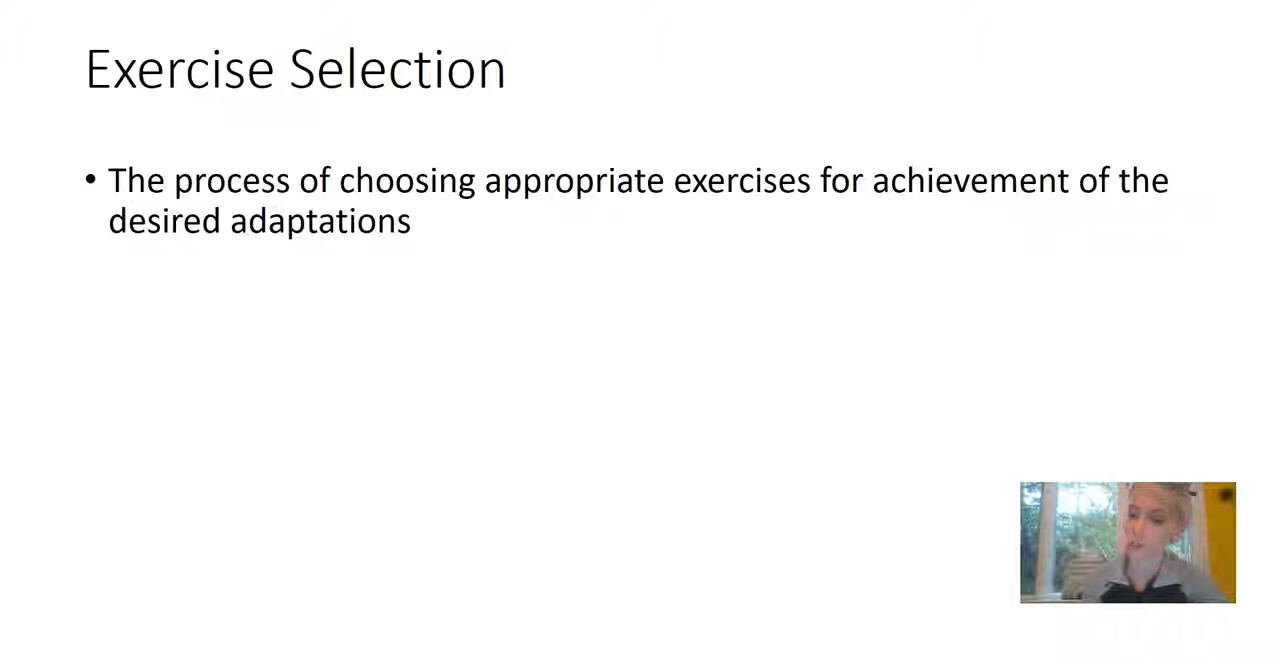 Exercise Selection
• The process of choosing appropriate exercises for achievement of the
desired adaptations